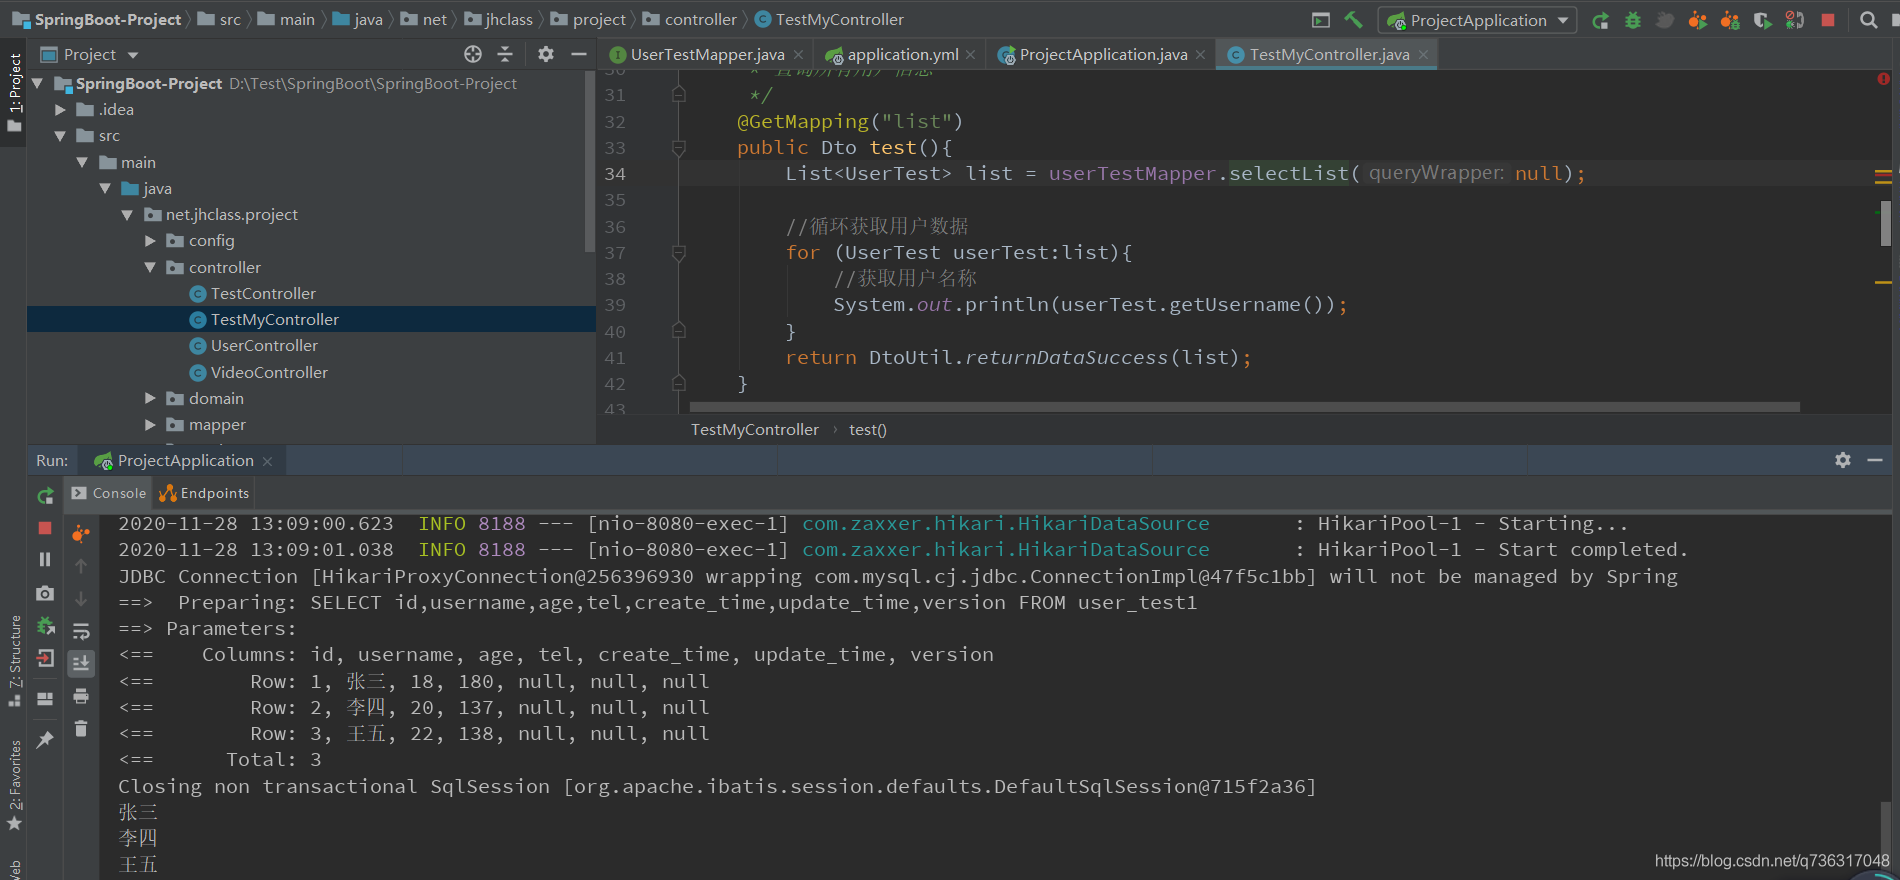 SpringBoot-Project src main java net jhclass project controller TestMyController
ProjectApplication
1: Project
Project
SpringBoot-Project D:\Test\SpringBoot\SpringBoot-Project
.idea
src
main
java
net.jhclass.project
config
controller
TestController
TestMyController
UserController
VideoController
domain
mapper
UserTestMapper.java application.yml ProjectApplication.java TestMyController.java
30 * 查询所有用户信息
31 */
32 @GetMapping("list")
33 public Dto test(){
34 List<UserTest> list = userTestMapper.selectList( queryWrapper: null);
35
36 //循环获取用户数据
37 for (UserTest userTest:list){
38 //获取用户名称
39 System.out.println(userTest.getUsername());
40 }
41 return DtoUtil.returnDataSuccess(list);
42 }
43
TestMyController › test()
Run: ProjectApplication
Console Endpoints
2020-11-28 13:09:00.623 INFO 8188 --- [nio-8080-exec-1] com.zaxxer.hikari.HikariDataSource : HikariPool-1 - Starting...
2020-11-28 13:09:01.038 INFO 8188 --- [nio-8080-exec-1] com.zaxxer.hikari.HikariDataSource : HikariPool-1 - Start completed.
JDBC Connection [HikariProxyConnection@256396930 wrapping com.mysql.cj.jdbc.ConnectionImpl@47f5c1bb] will not be managed by Spring
==> Preparing: SELECT id,username,age,tel,create_time,update_time,version FROM user_test1
==> Parameters:
<== Columns: id, username, age, tel, create_time, update_time, version
<== Row: 1, 张三, 18, 180, null, null, null
<== Row: 2, 李四, 20, 137, null, null, null
<== Row: 3, 王五, 22, 138, null, null, null
<== Total: 3
Closing non transactional SqlSession [org.apache.ibatis.session.defaults.DefaultSqlSession@715f2a36]
张三
李四
王五
Z: Structure
2: Favorites
https://blog.csdn.net/q736317048